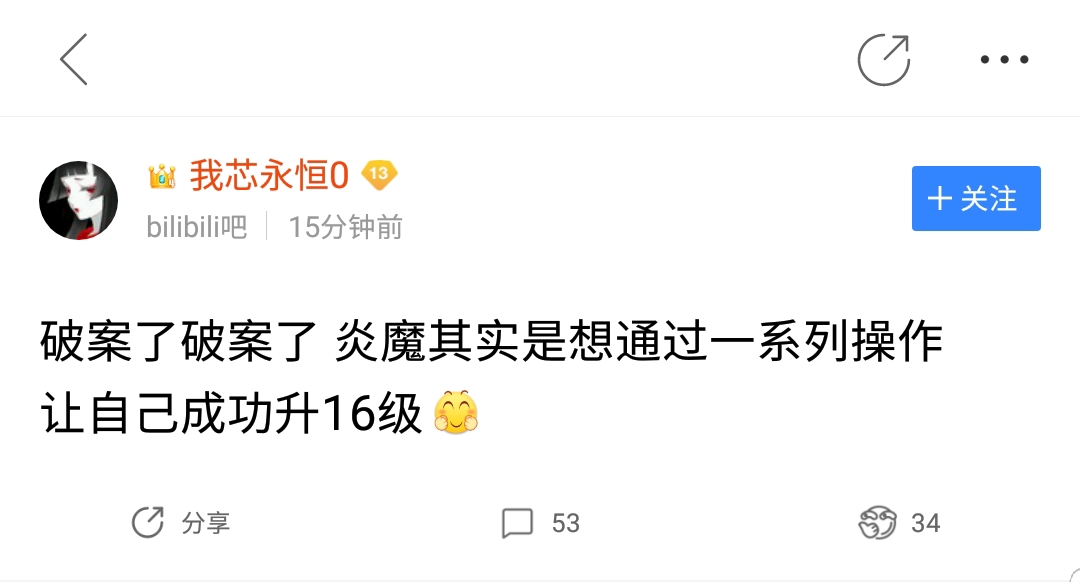 我芯永恒0 13
+ 关注
bilibili吧 15分钟前
破案了破案了 炎魔其实是想通过一系列操作
让自己成功升16级
分享 53 34